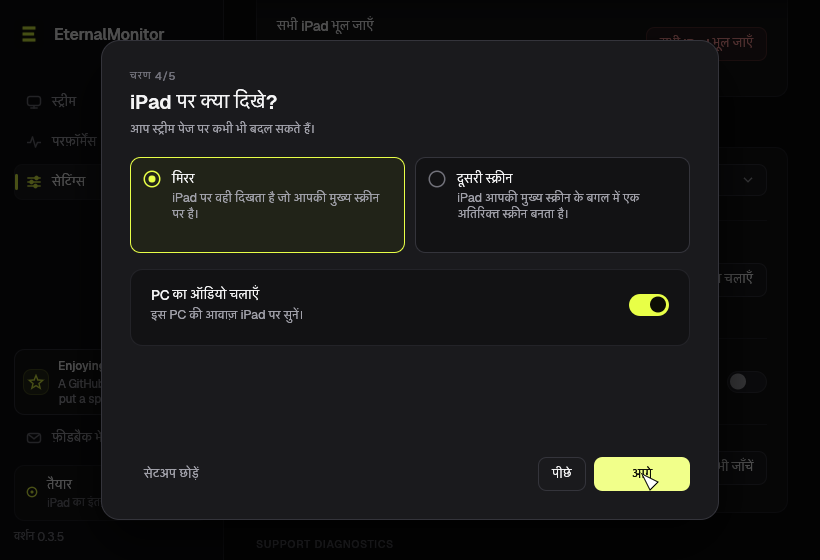 EternalMonitor
सभी iPad भूल जाएँ
भूल जाएँ
स्ट्रीम
परफ़ॉर्मेंस
सेटिंग्स
चरण 4/5
iPad पर क्या दिखे?
आप स्ट्रीम पेज पर कभी भी बदल सकते हैं।
मिरर
iPad पर वही दिखता है जो आपकी मुख्य स्क्रीन
पर है।
दूसरी स्क्रीन
iPad आपकी मुख्य स्क्रीन के बगल में एक
अतिरिक्त स्क्रीन बनता है।
PC का ऑडियो चलाएँ
इस PC की आवाज़ iPad पर सुनें।
चलाएँ
Enjoying
A GitHub
put a sp
फ़ीडबैक
तैयार
iPad का
सेटअप छोड़ें
पीछे
आगे
भी जाँचें
वर्शन 0.3.5
SUPPORT DIAGNOSTICS